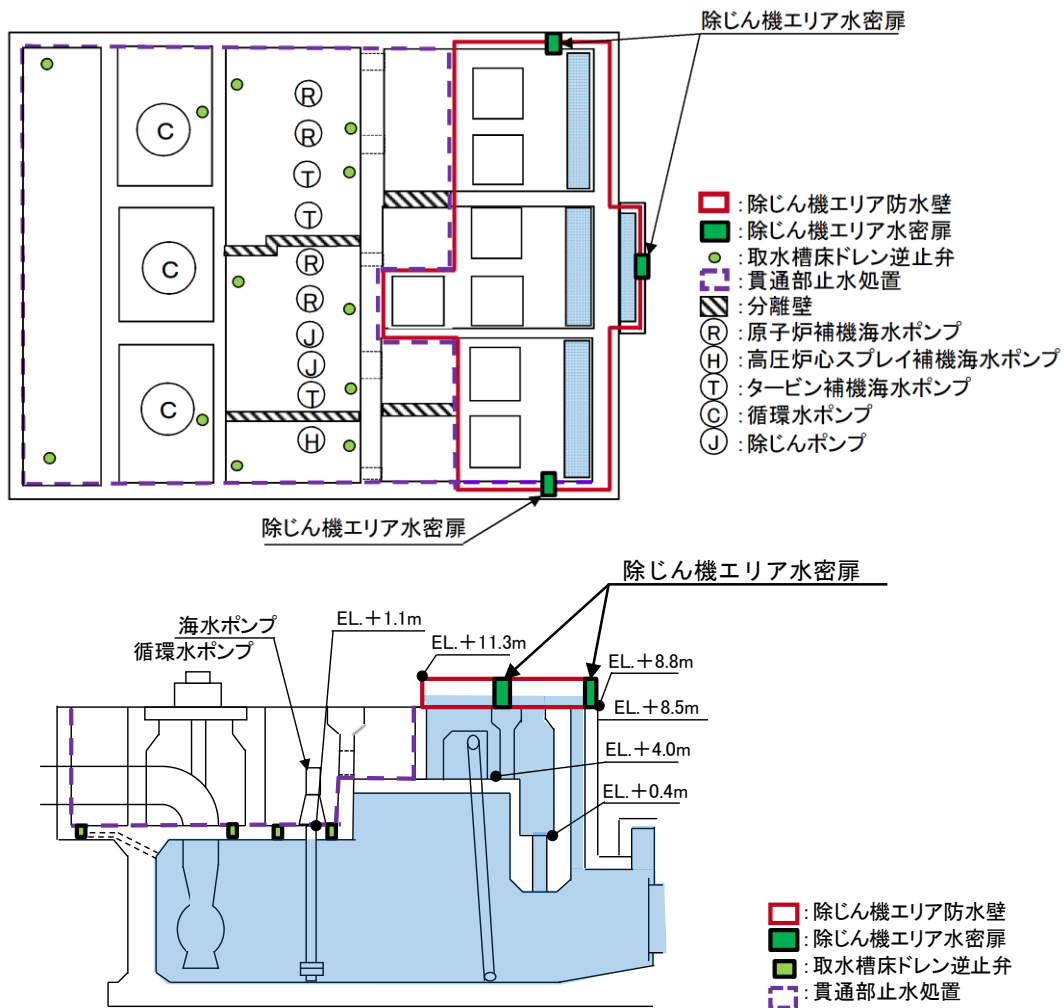 除じん機エリア水密扉
C
C
C
R
R
T
T
R
R
J
J
T
H
:除じん機エリア防水壁
:除じん機エリア水密扉
:取水槽床ドレン逆止弁
:貫通部止水処置
:分離壁
R:原子炉補機海水ポンプ
H:高圧炉心スプレイ補機海水ポンプ
T:タービン補機海水ポンプ
C:循環水ポンプ
J:除じんポンプ
除じん機エリア水密扉
除じん機エリア水密扉
海水ポンプ
循環水ポンプ
EL.+1.1m
EL.+11.3m
EL.+8.8m
EL.+8.5m
EL.+4.0m
EL.+0.4m
:除じん機エリア防水壁
:除じん機エリア水密扉
:取水槽床ドレン逆止弁
:貫通部止水処置